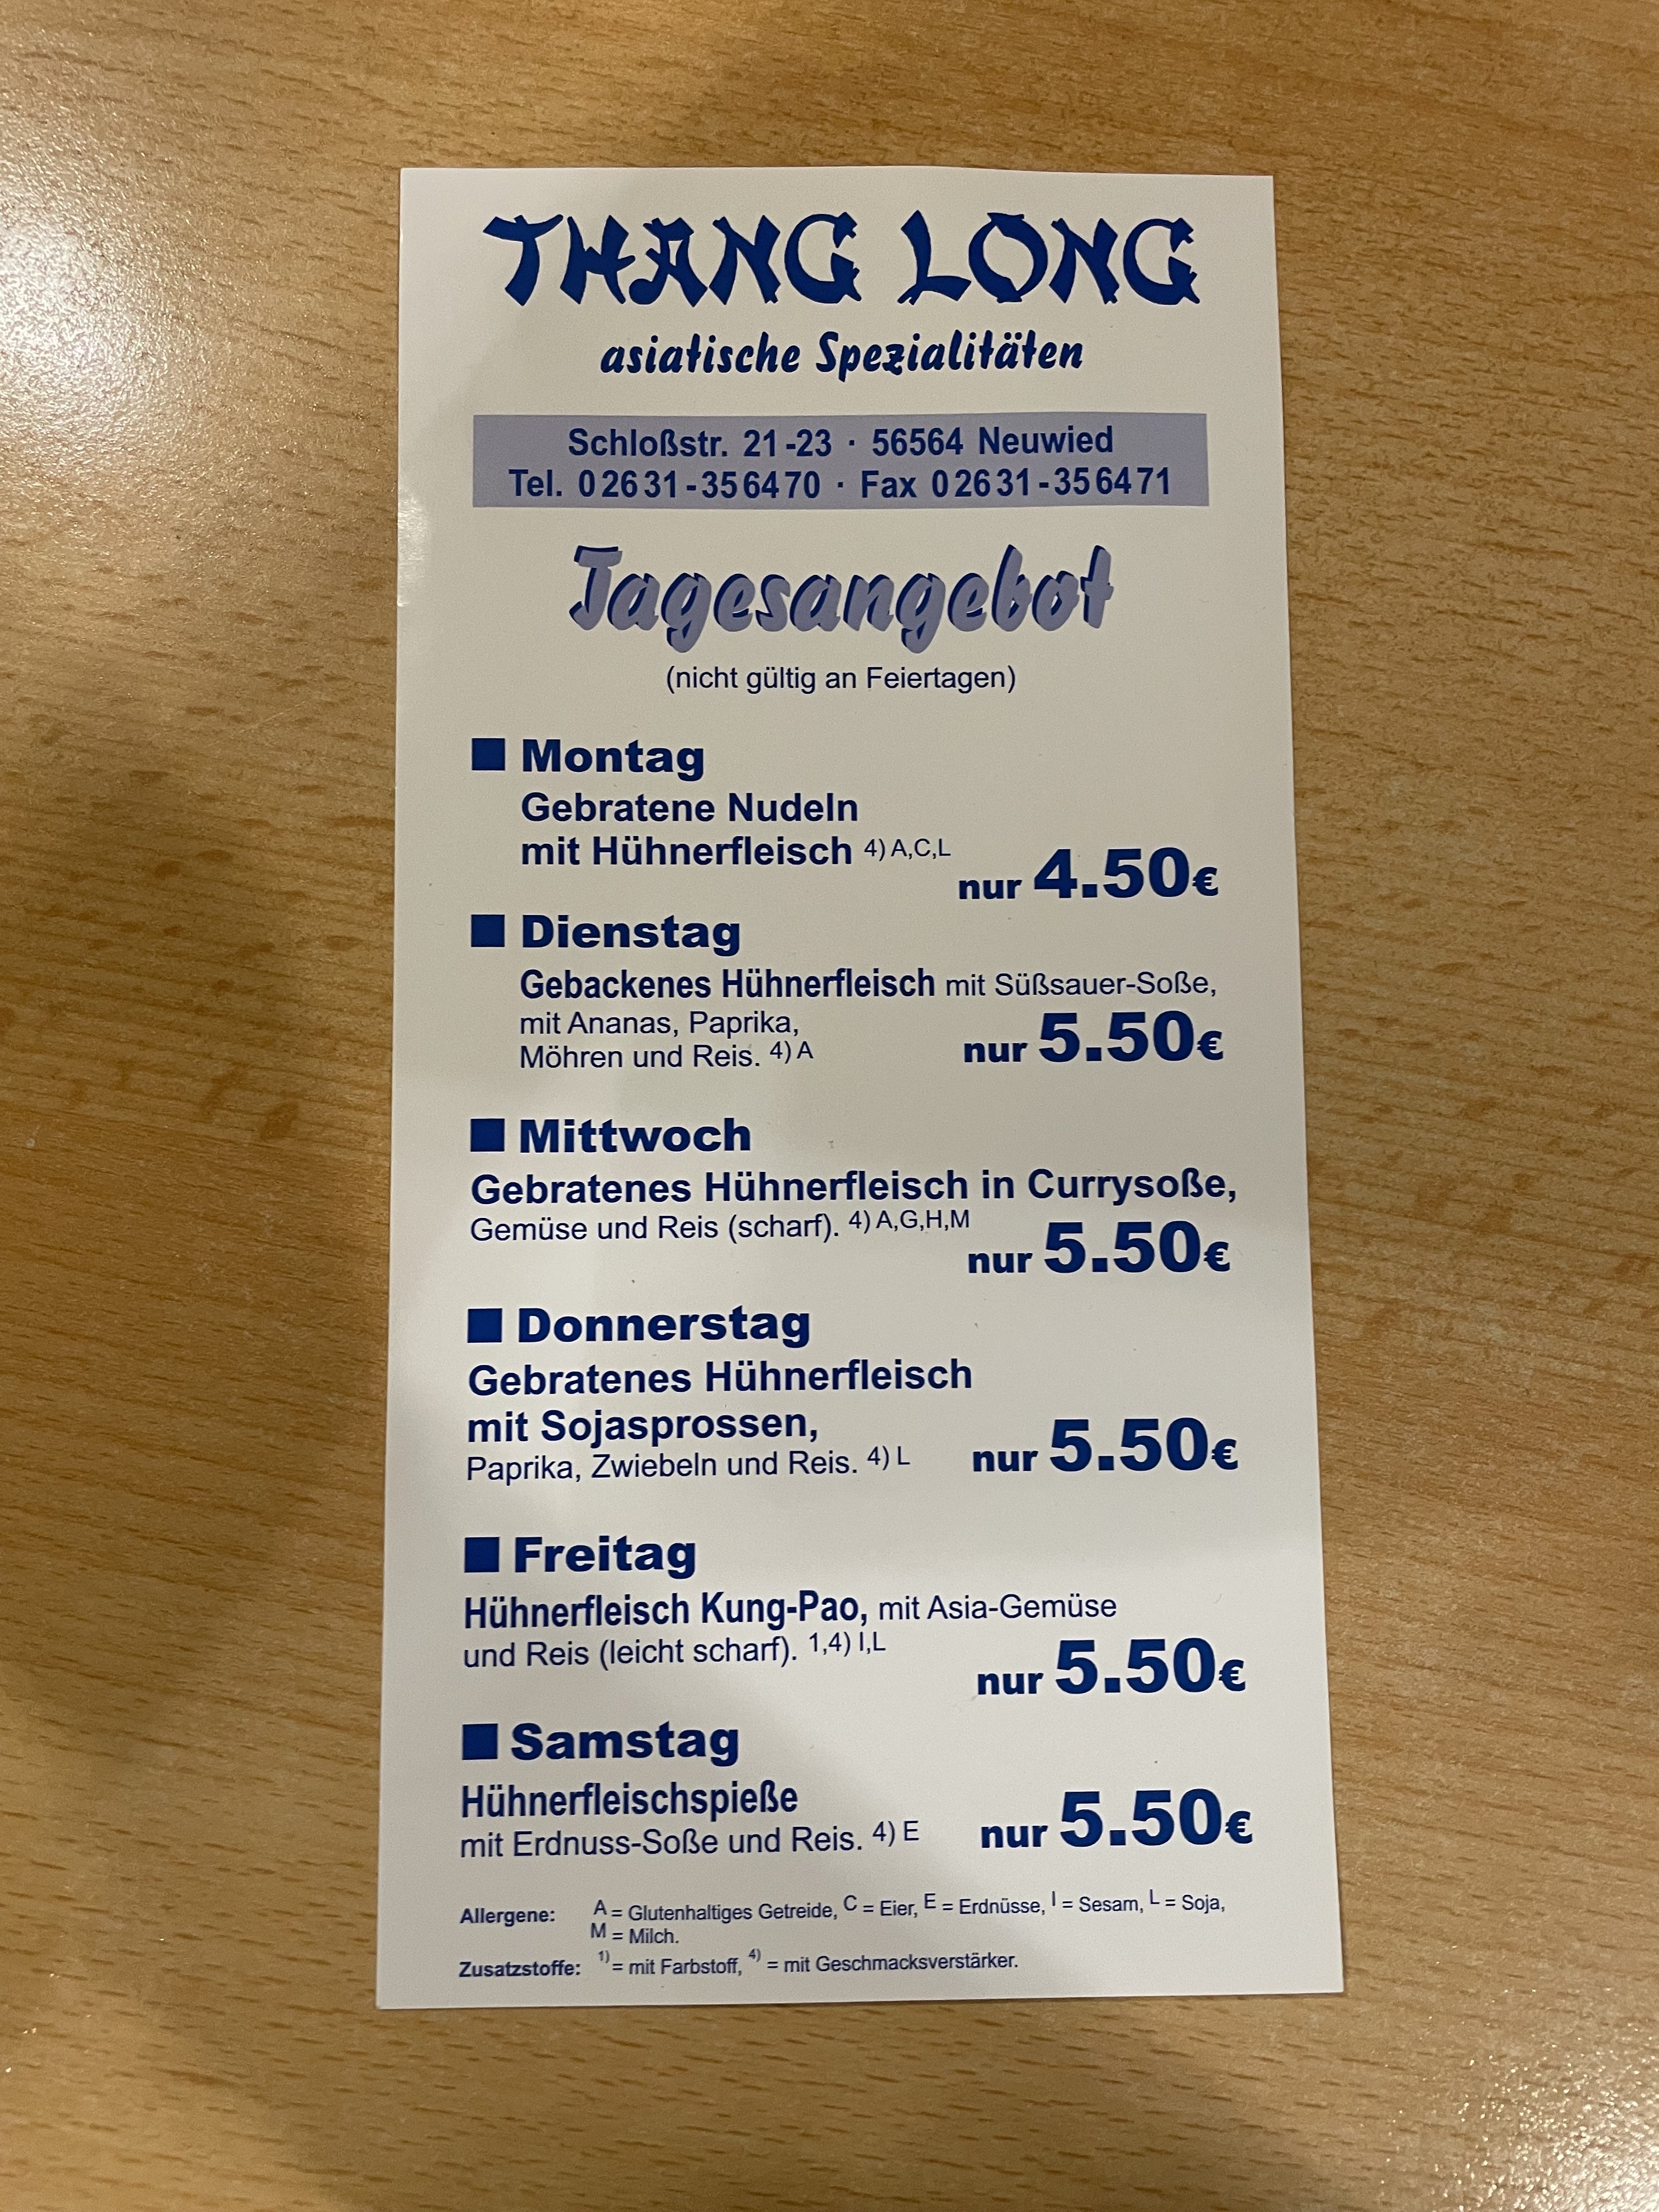 THANG LONG
asiatische Spezialitäten
Schloßstr. 21-23 · 56564 Neuwied
Tel. 02631-356470 · Fax 02631-356471
Tagesangebot
(nicht gültig an Feiertagen)
■ Montag
Gebratene Nudeln
mit Hühnerfleisch 4) A,C,L
nur 4.50€
■ Dienstag
Gebackenes Hühnerfleisch mit Süßsauer-Soße,
mit Ananas, Paprika,
Möhren und Reis. 4) A
nur 5.50€
■ Mittwoch
Gebratenes Hühnerfleisch in Currysoße,
Gemüse und Reis (scharf). 4) A,G,H,M
nur 5.50€
■ Donnerstag
Gebratenes Hühnerfleisch
mit Sojasprossen,
Paprika, Zwiebeln und Reis. 4) L
nur 5.50€
■ Freitag
Hühnerfleisch Kung-Pao, mit Asia-Gemüse
und Reis (leicht scharf). 1,4) I,L
nur 5.50€
■ Samstag
Hühnerfleischspieße
mit Erdnuss-Soße und Reis. 4) E
nur 5.50€
Allergene: A = Glutenhaltiges Getreide, C = Eier, E = Erdnüsse, I = Sesam, L = Soja,
M = Milch.
Zusatzstoffe: 1) = mit Farbstoff, 4) = mit Geschmacksverstärker.